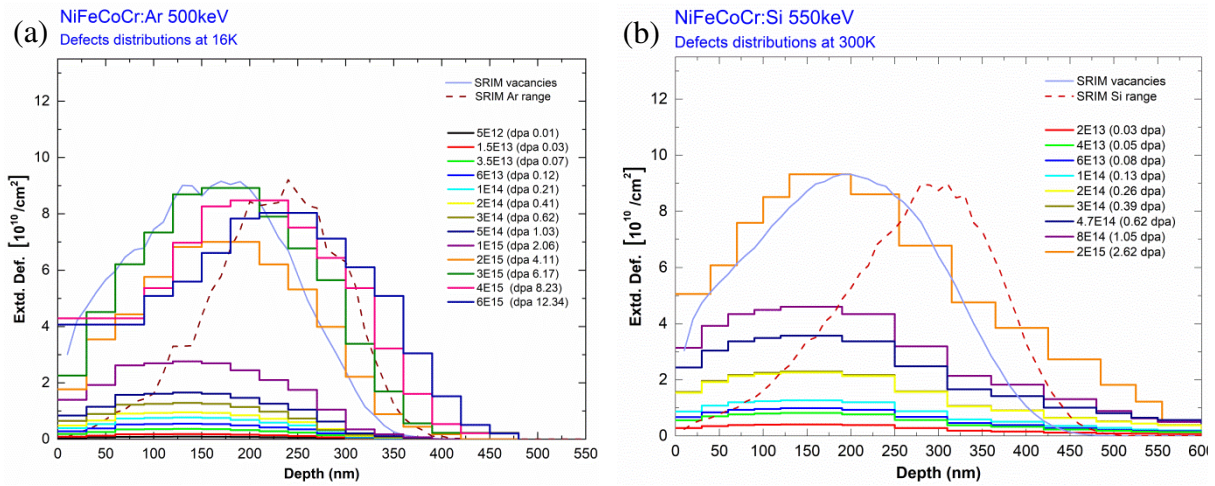 (a)
NiFeCoCr:Ar 500keV
Defects distributions at 16K
Extd. Def. [10¹⁰ /cm²]
12
10
8
6
4
2
0
SRIM vacancies
SRIM Ar range
5E12 (dpa 0.01)
1.5E13 (dpa 0.03)
3.5E13 (dpa 0.07)
6E13 (dpa 0.12)
1E14 (dpa 0.21)
2E14 (dpa 0.41)
3E14 (dpa 0.62)
5E14 (dpa 1.03)
1E15 (dpa 2.06)
2E15 (dpa 4.11)
3E15 (dpa 6.17)
4E15 (dpa 8.23)
6E15 (dpa 12.34)
0 50 100 150 200 250 300 350 400 450 500 550
Depth (nm)
(b)
NiFeCoCr:Si 550keV
Defects distributions at 300K
Extd. Def. [10¹⁰ /cm²]
12
10
8
6
4
2
0
SRIM vacancies
SRIM Si range
2E13 (0.03 dpa)
4E13 (0.05 dpa)
6E13 (0.08 dpa)
1E14 (0.13 dpa)
2E14 (0.26 dpa)
3E14 (0.39 dpa)
4.7E14 (0.62 dpa)
8E14 (1.05 dpa)
2E15 (2.62 dpa)
0 50 100 150 200 250 300 350 400 450 500 550 600
Depth (nm)